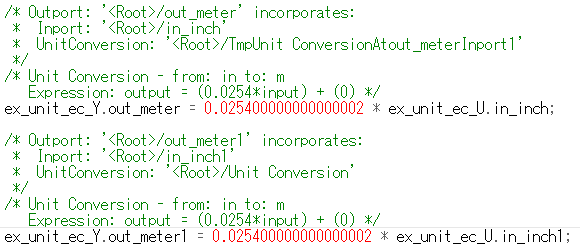 /* Outport: '<Root>/out_meter' incorporates:
 *  Inport: '<Root>/in_inch'
 *  UnitConversion: '<Root>/TmpUnit ConversionAtout_meterInport1'
 */
/* Unit Conversion - from: in to: m
   Expression: output = (0.0254*input) + (0) */
ex_unit_ec_Y.out_meter = 0.025400000000000002 * ex_unit_ec_U.in_inch;
/* Outport: '<Root>/out_meter1' incorporates:
 *  Inport: '<Root>/in_inch1'
 *  UnitConversion: '<Root>/Unit Conversion'
 */
/* Unit Conversion - from: in to: m
   Expression: output = (0.0254*input) + (0) */
ex_unit_ec_Y.out_meter1 = 0.025400000000000002 * ex_unit_ec_U.in_inch1;